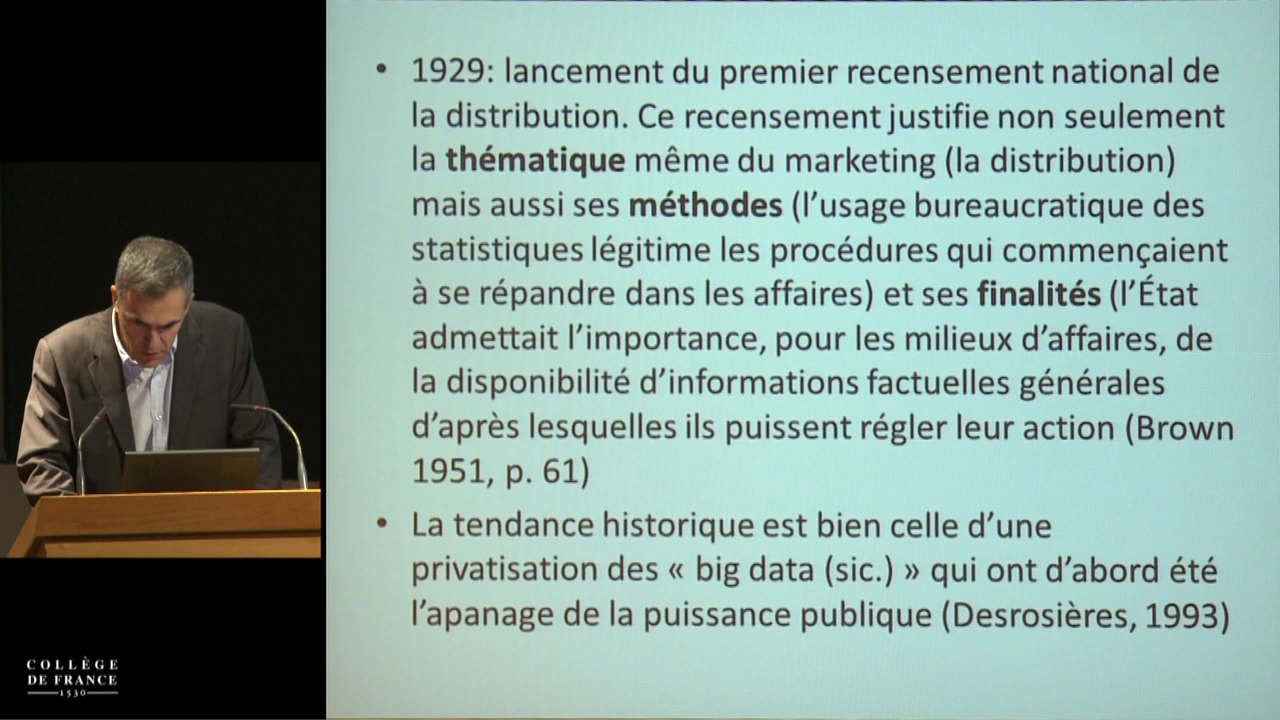 • 1929: lancement du premier recensement national de
la distribution. Ce recensement justifie non seulement
la thématique même du marketing (la distribution)
mais aussi ses méthodes (l’usage bureaucratique des
statistiques légitime les procédures qui commençaient
à se répandre dans les affaires) et ses finalités (l’État
admettait l’importance, pour les milieux d’affaires, de
la disponibilité d’informations factuelles générales
d’après lesquelles ils puissent régler leur action (Brown
1951, p. 61)
• La tendance historique est bien celle d’une
privatisation des « big data (sic.) » qui ont d’abord été
l’apanage de la puissance publique (Desrosières, 1993)
COLLÈGE
DE FRANCE
1530